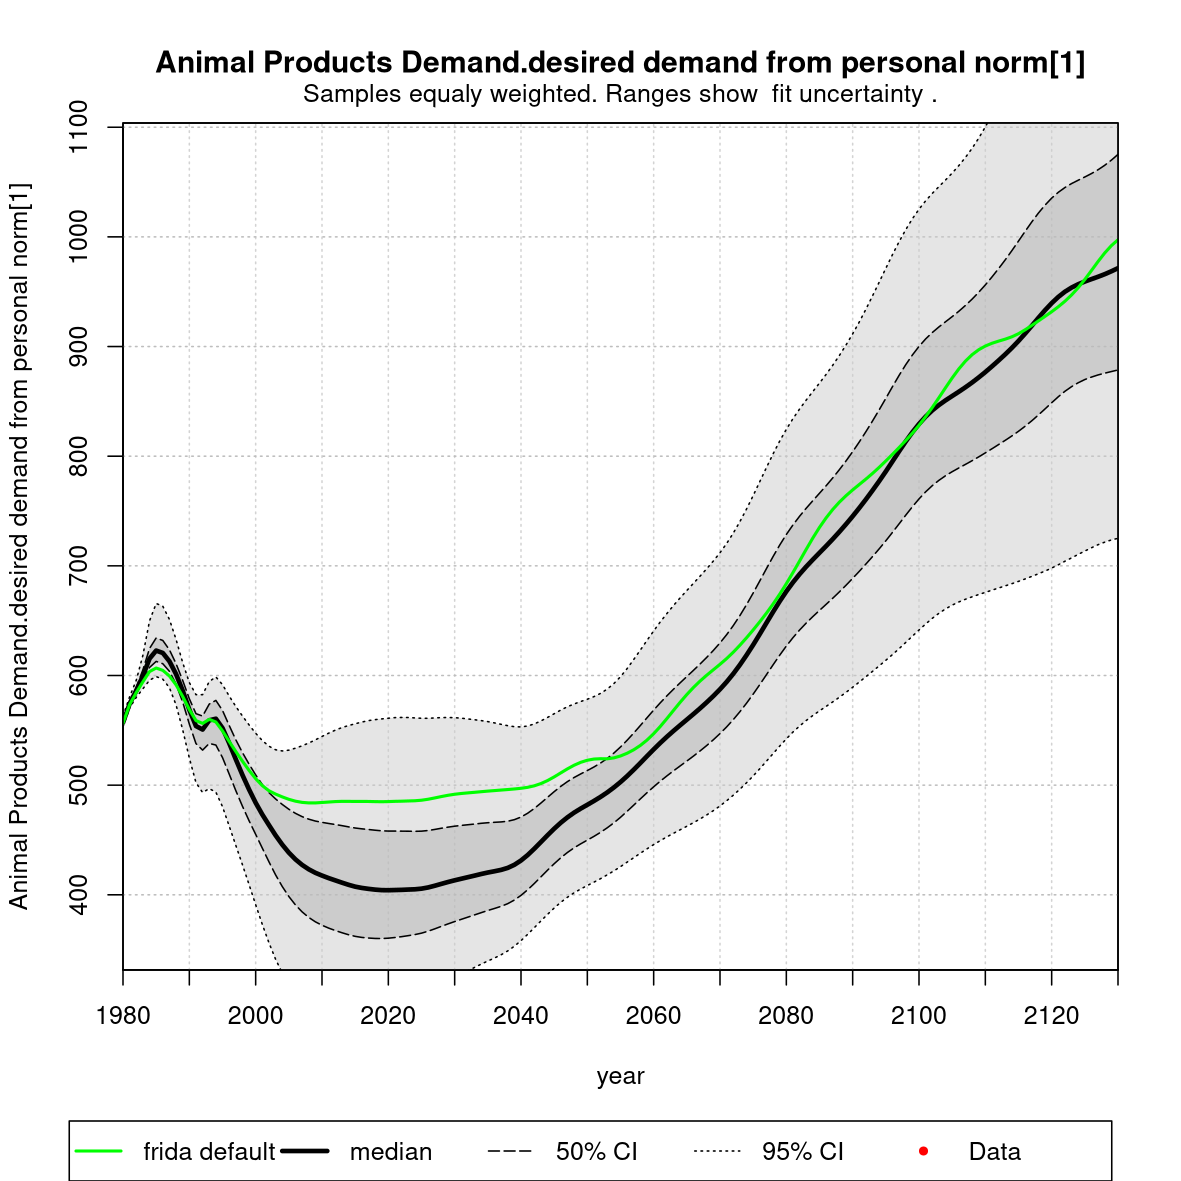 Animal Products Demand.desired demand from personal norm[1]
Samples equaly weighted. Ranges show  fit uncertainty .
Animal Products Demand.desired demand from personal norm[1]
1100
1000
900
800
700
600
500
400
1980 2000 2020 2040 2060 2080 2100 2120
year
frida default median 50% CI 95% CI Data